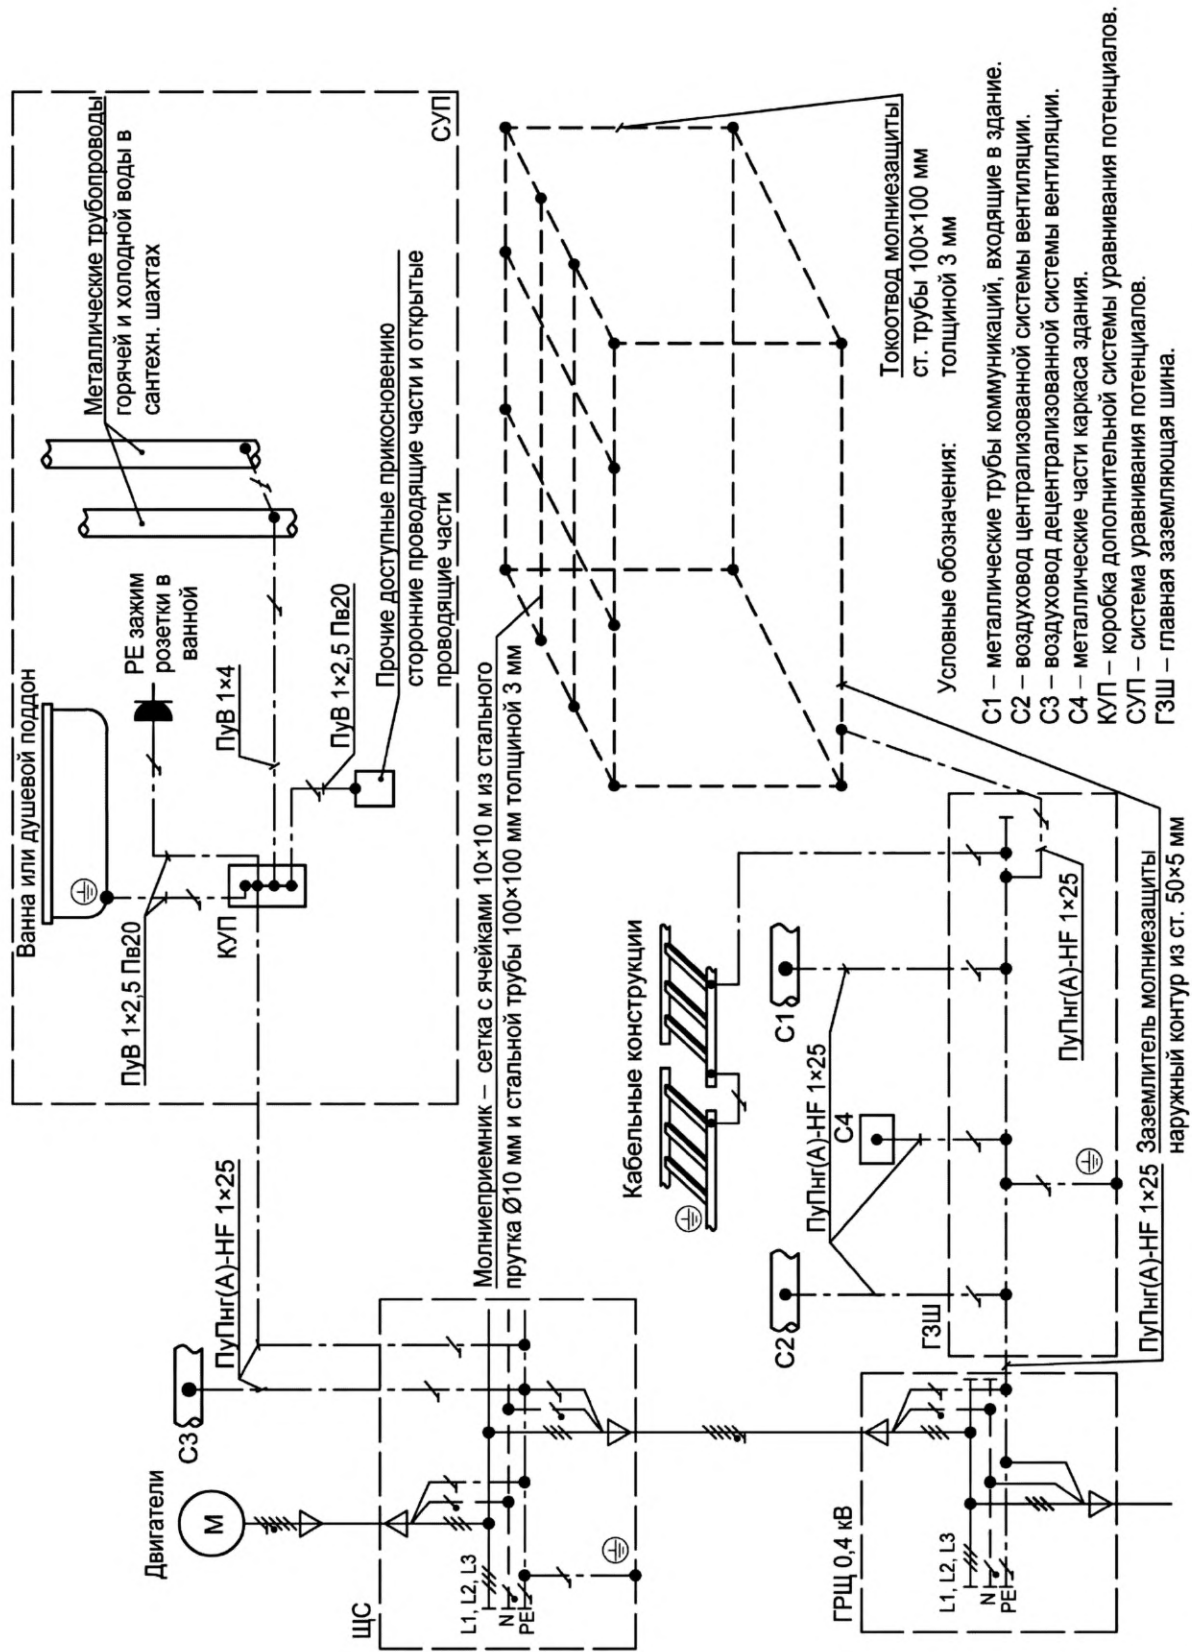 Ванна или душевой поддон
PE зажим
розетки в
ванной
Металлические трубопроводы
горячей и холодной воды в
сантехн. шахтах
ПуВ 1×2,5 Пв20
КУП
ПуВ 1×4
ПуВ 1×2,5 Пв20
Прочие доступные прикосновению
сторонние проводящие части и открытые
проводящие части
СУП
Двигатели
М
С3
ПуПнг(А)-HF 1×25
ЩС
L1, L2, L3
N
PE
Молниеприемник – сетка с ячейками 10×10 м из стального
прутка Ø10 мм и стальной трубы 100×100 мм толщиной 3 мм
Токоотвод молниезащиты
ст. трубы 100×100 мм
толщиной 3 мм
Кабельные конструкции
С2
ПуПнг(А)-HF 1×25
С4
С1
ГЗШ
ПуПнг(А)-HF 1×25
ГРЩ 0,4 кВ
L1, L2, L3
N
PE
ПуПнг(А)-HF 1×25
Заземлитель молниезащиты
наружный контур из ст. 50×5 мм
Условные обозначения:
С1 – металлические трубы коммуникаций, входящие в здание.
С2 – воздуховод централизованной системы вентиляции.
С3 – воздуховод децентрализованной системы вентиляции.
С4 – металлические части каркаса здания.
КУП – коробка дополнительной системы уравнивания потенциалов.
СУП – система уравнивания потенциалов.
ГЗШ – главная заземляющая шина.